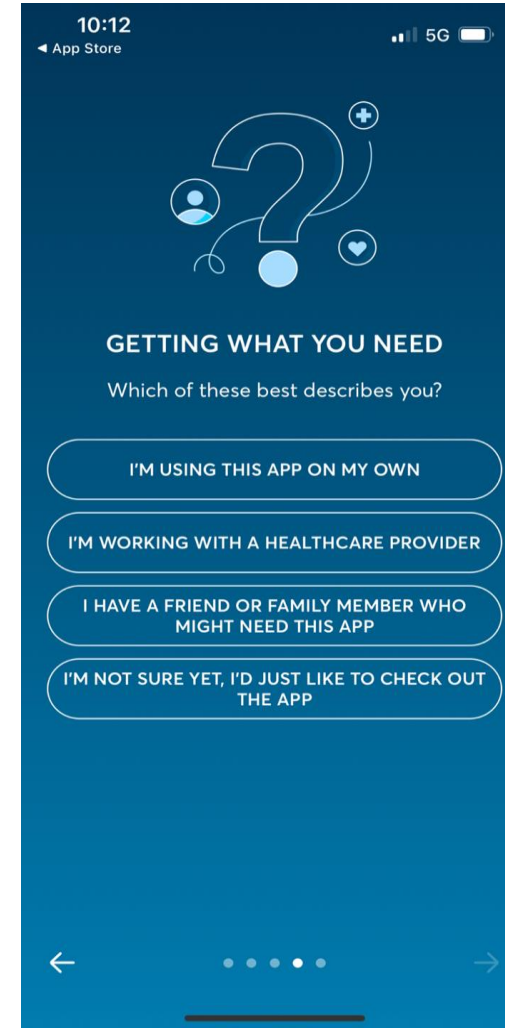 10:12
◀ App Store
5G
GETTING WHAT YOU NEED
Which of these best describes you?
I'M USING THIS APP ON MY OWN
I'M WORKING WITH A HEALTHCARE PROVIDER
I HAVE A FRIEND OR FAMILY MEMBER WHO
MIGHT NEED THIS APP
I'M NOT SURE YET, I'D JUST LIKE TO CHECK OUT
THE APP